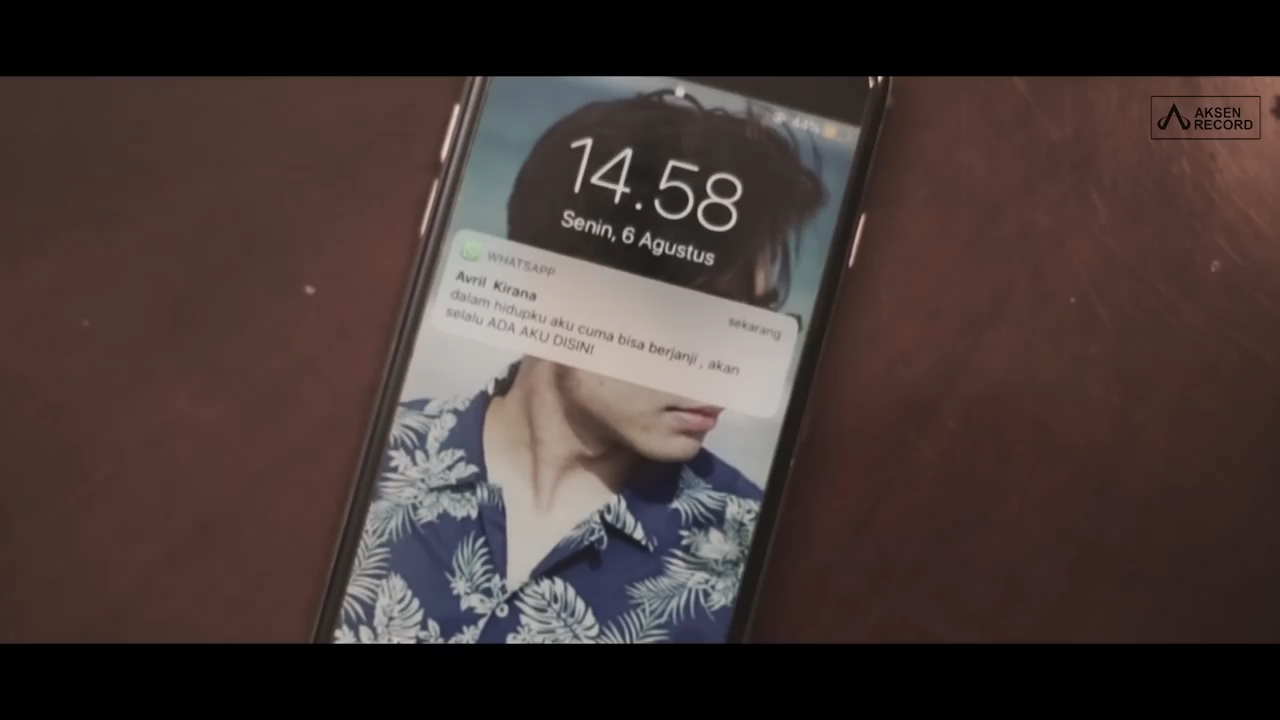 AKSEN
RECORD
14.58
Senin, 6 Agustus
WHATSAPP
Avril Kirana
sekarang
dalam hidupku aku cuma bisa berjanji , akan
selalu ADA AKU DISINI